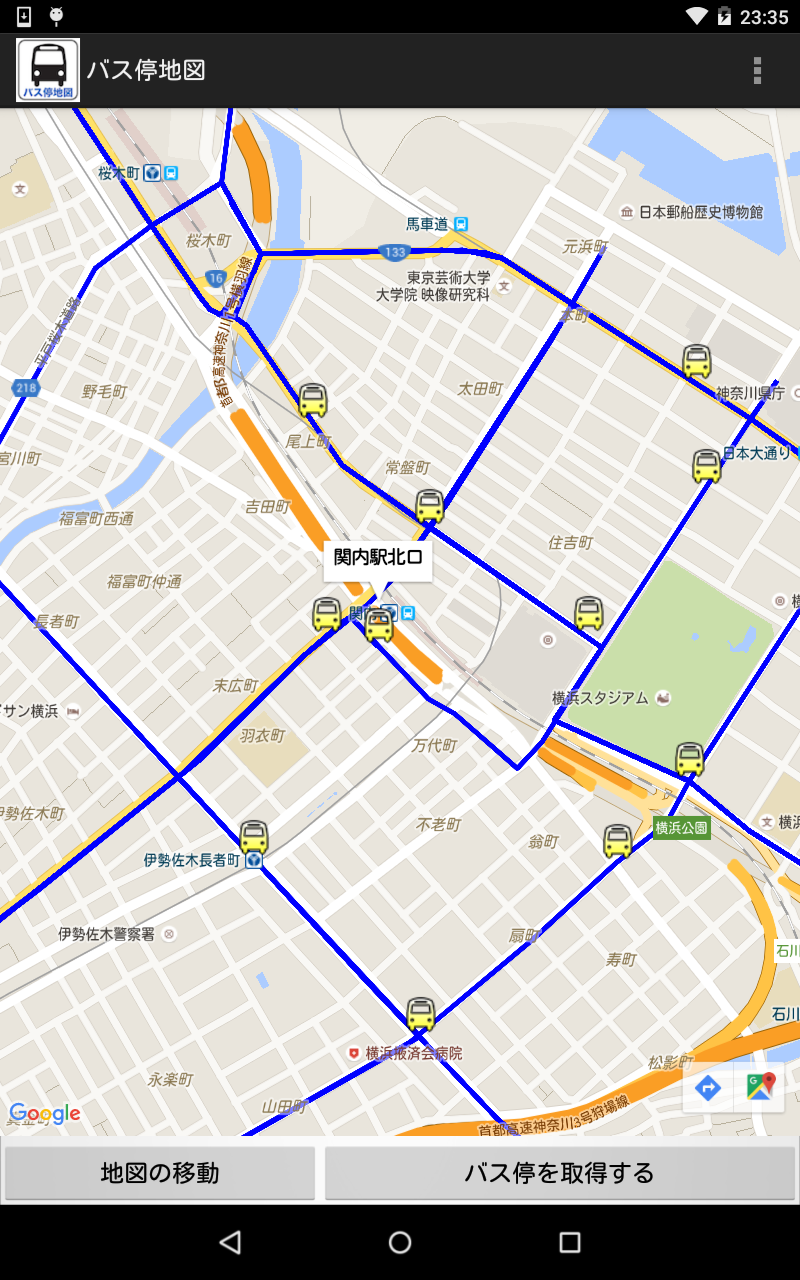 23:35
バス停地図
バス停地図
桜木町
馬車道
日本郵船歴史博物館
桜木町
元浜町
133
16
東京芸術大学
大学院 映像研究科
本町
平戸桜木道路
首都高速神奈川1号横羽線
218
野毛町
太田町
神奈川県庁
尾上町
日本大通り
宮川町
常盤町
吉田町
福富町西通
住吉町
関内駅北口
福富町仲通
長者町
関内
横
末広町
横浜スタジアム
イサン横浜
羽衣町
万代町
伊勢佐木町
不老町
横浜公園
横浜
翁町
伊勢佐木長者町
伊勢佐木警察署
扇町
石川
寿町
石川
横浜掖済会病院
松影町
永楽町
山田町
首都高速神奈川3号狩場線
Google
真金町
地図の移動
バス停を取得する